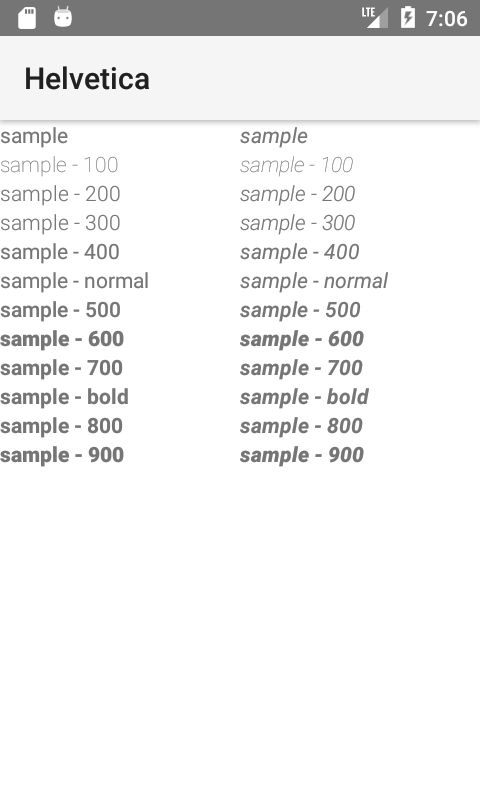 LTE 7:06
Helvetica
sample sample
sample - 100 sample - 100
sample - 200 sample - 200
sample - 300 sample - 300
sample - 400 sample - 400
sample - normal sample - normal
sample - 500 sample - 500
sample - 600 sample - 600
sample - 700 sample - 700
sample - bold sample - bold
sample - 800 sample - 800
sample - 900 sample - 900